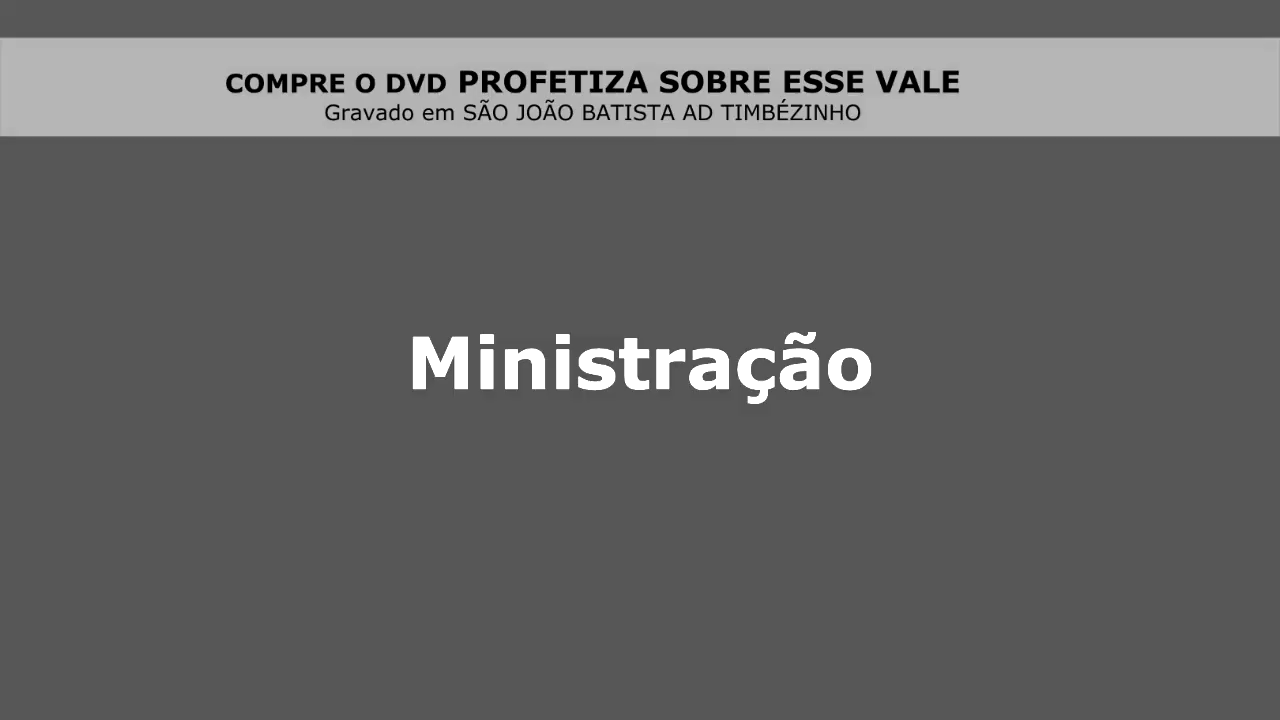 COMPRE O DVD PROFETIZA SOBRE ESSE VALE
Gravado em SÃO JOÃO BATISTA AD TIMBÉZINHO
Ministração